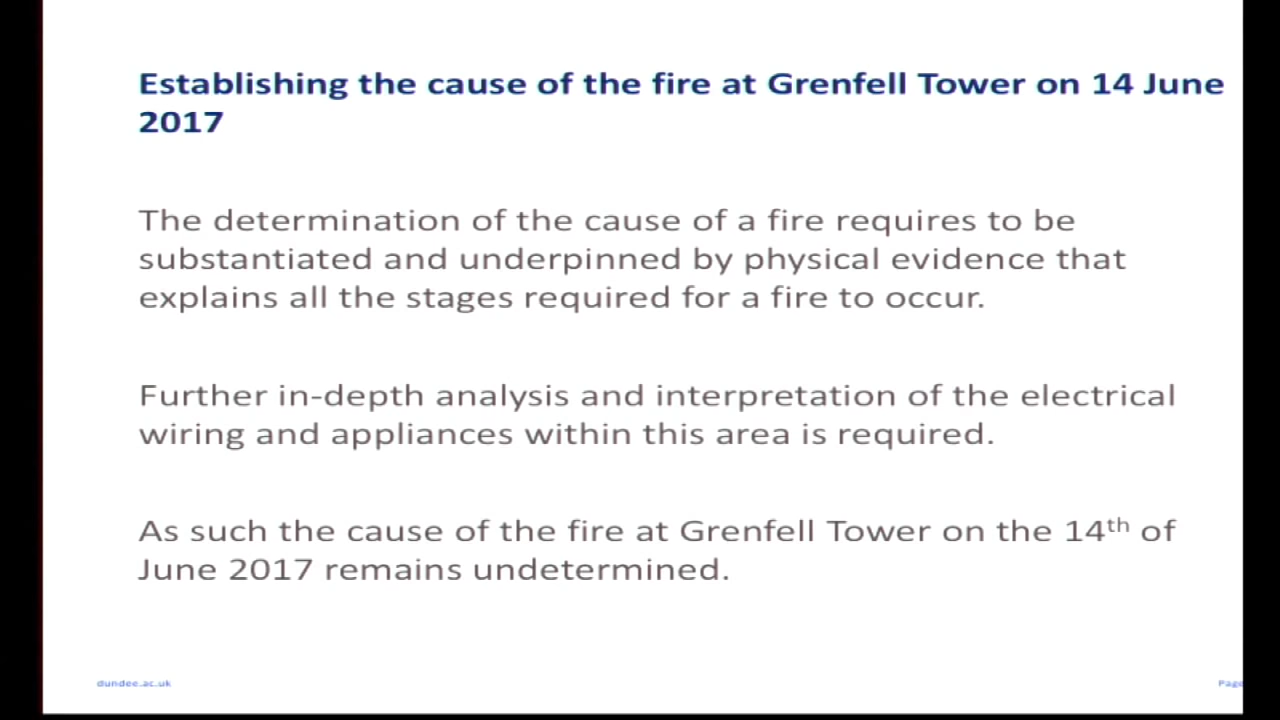 Establishing the cause of the fire at Grenfell Tower on 14 June
2017
The determination of the cause of a fire requires to be
substantiated and underpinned by physical evidence that
explains all the stages required for a fire to occur.
Further in-depth analysis and interpretation of the electrical
wiring and appliances within this area is required.
As such the cause of the fire at Grenfell Tower on the 14th of
June 2017 remains undetermined.
dundee.ac.uk
Page